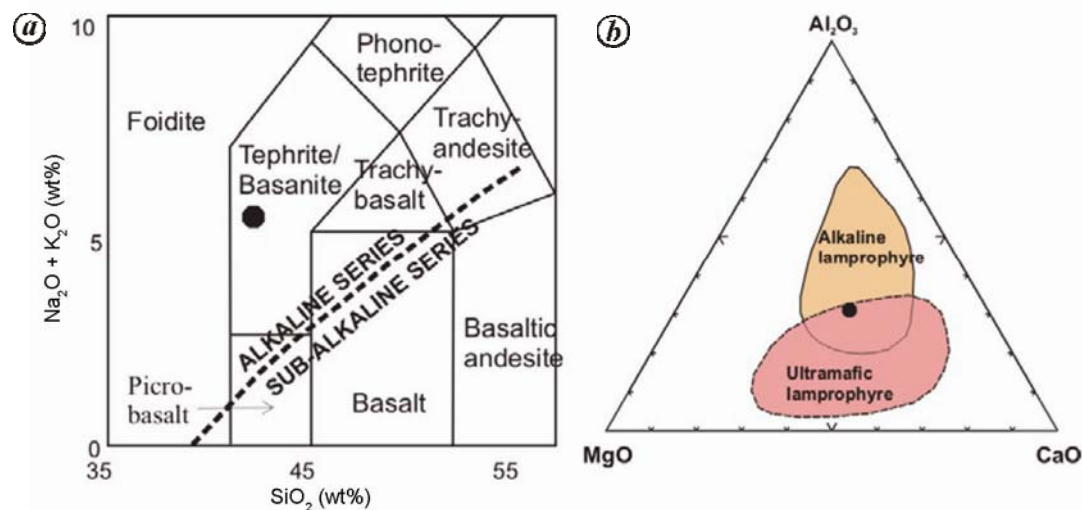 a
10
5
0
Na₂O + K₂O (wt%)
35
45
55
SiO₂ (wt%)
Foidite
Phono-
tephrite
Tephrite/
Basanite
Trachy-
andesite
Trachy-
basalt
ALKALINE SERIES
SUB-ALKALINE SERIES
Picro-
basalt
Basalt
Basaltic
andesite
b
Al₂O₃
Alkaline
lamprophyre
Ultramafic
lamprophyre
MgO
CaO